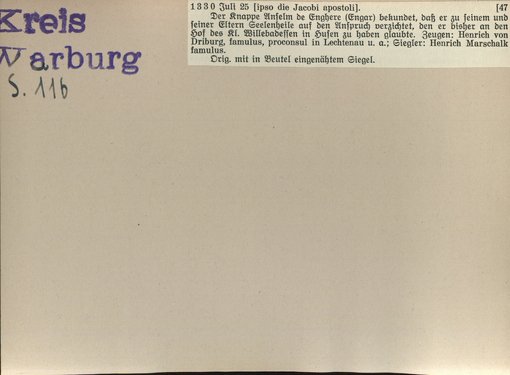 Kreis
Warburg
S. 116
1330 Juli 25 [ipso die Jacobi apostoli]. [47
Der Knappe Anselm de Enghere (Engar) bekundet, daß er zu seinem und
seiner Eltern Seelenheile auf den Anspruch verzichtet, den er bisher an den
Hof des Kl. Willebadessen in Husen zu haben glaubte. Zeugen: Henrich von
Driburg, famulus, proconsul in Lechtenau u. a.; Siegler: Henrich Marschalk
famulus.
Orig. mit in Beutel eingenähtem Siegel.